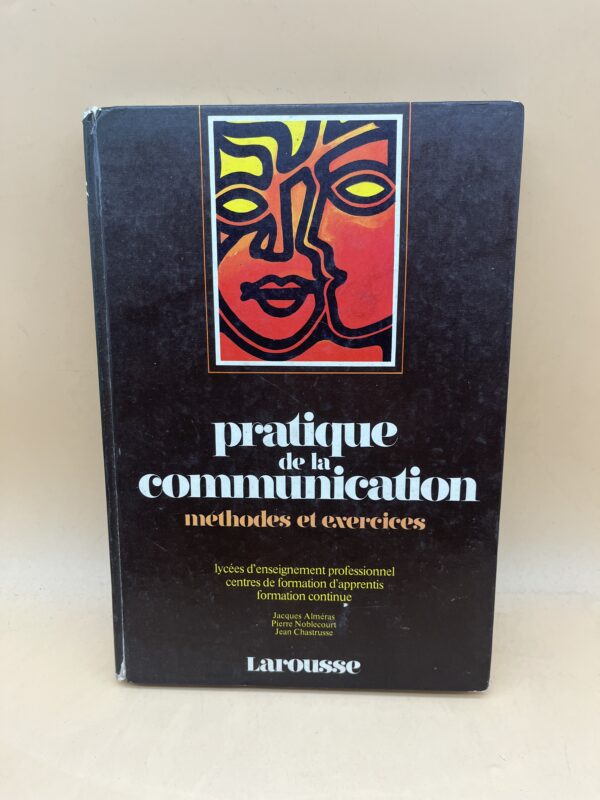 pratique
de la
communication
méthodes et exercices
lycées d'enseignement professionnel
centres de formation d'apprentis
formation continue
Jacques Alméras
Pierre Noblecourt
Jean Chastrusse
Larousse